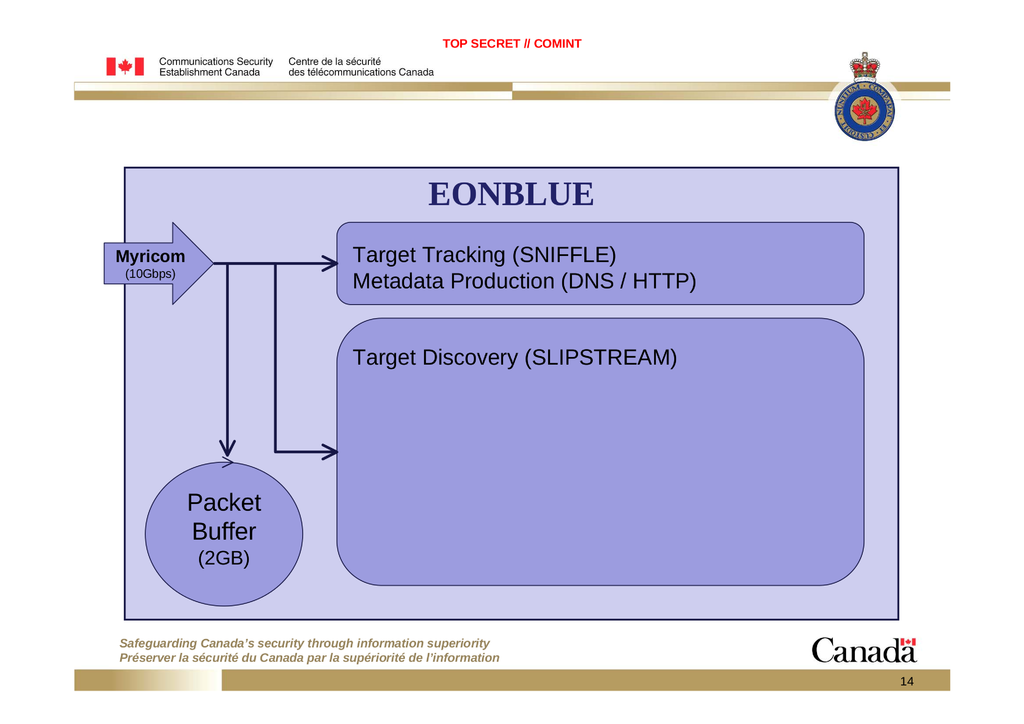 TOP SECRET // COMINT
Communications Security Establishment Canada
Centre de la sécurité des télécommunications Canada
EONBLUE
Myricom
(10Gbps)
Target Tracking (SNIFFLE)
Metadata Production (DNS / HTTP)
Target Discovery (SLIPSTREAM)
Packet
Buffer
(2GB)
Safeguarding Canada's security through information superiority
Préserver la sécurité du Canada par la supériorité de l'information
Canada
14